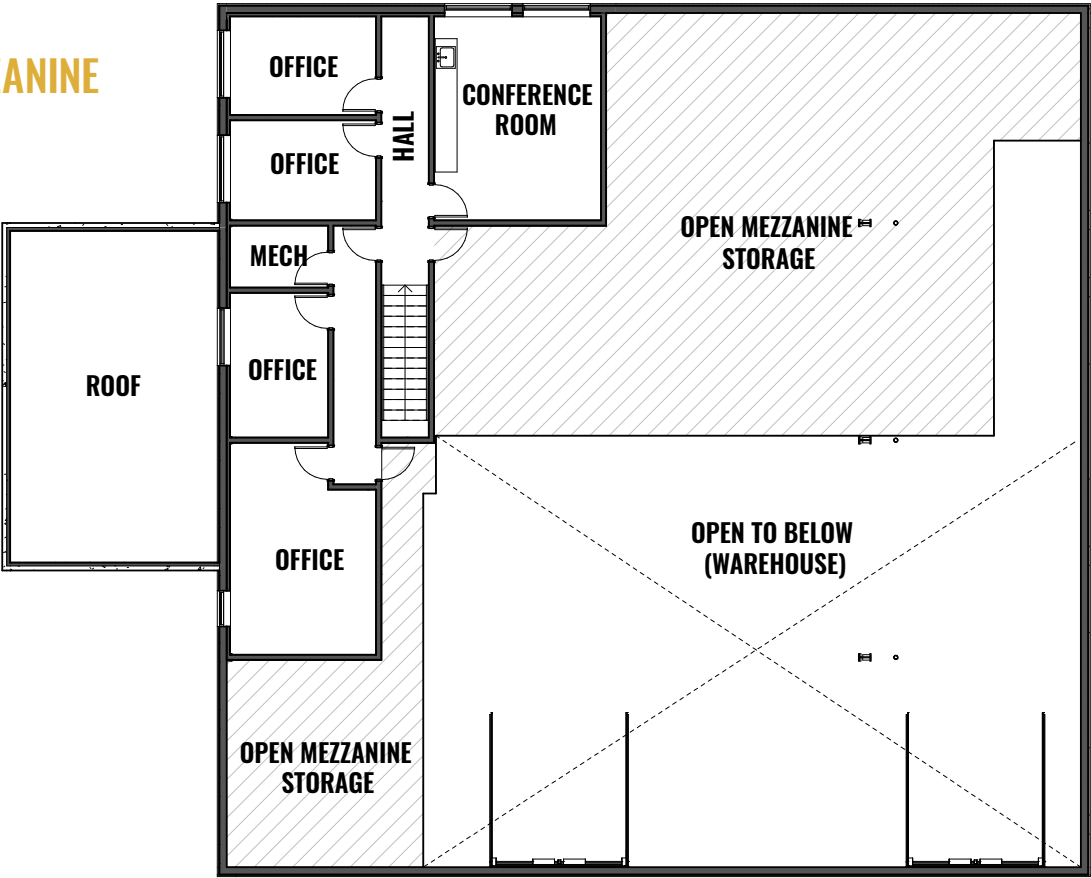 ANINE
OFFICE
OFFICE
HALL
CONFERENCE
ROOM
MECH
OPEN MEZZANINE
STORAGE
OFFICE
ROOF
OFFICE
OPEN TO BELOW
(WAREHOUSE)
OPEN MEZZANINE
STORAGE